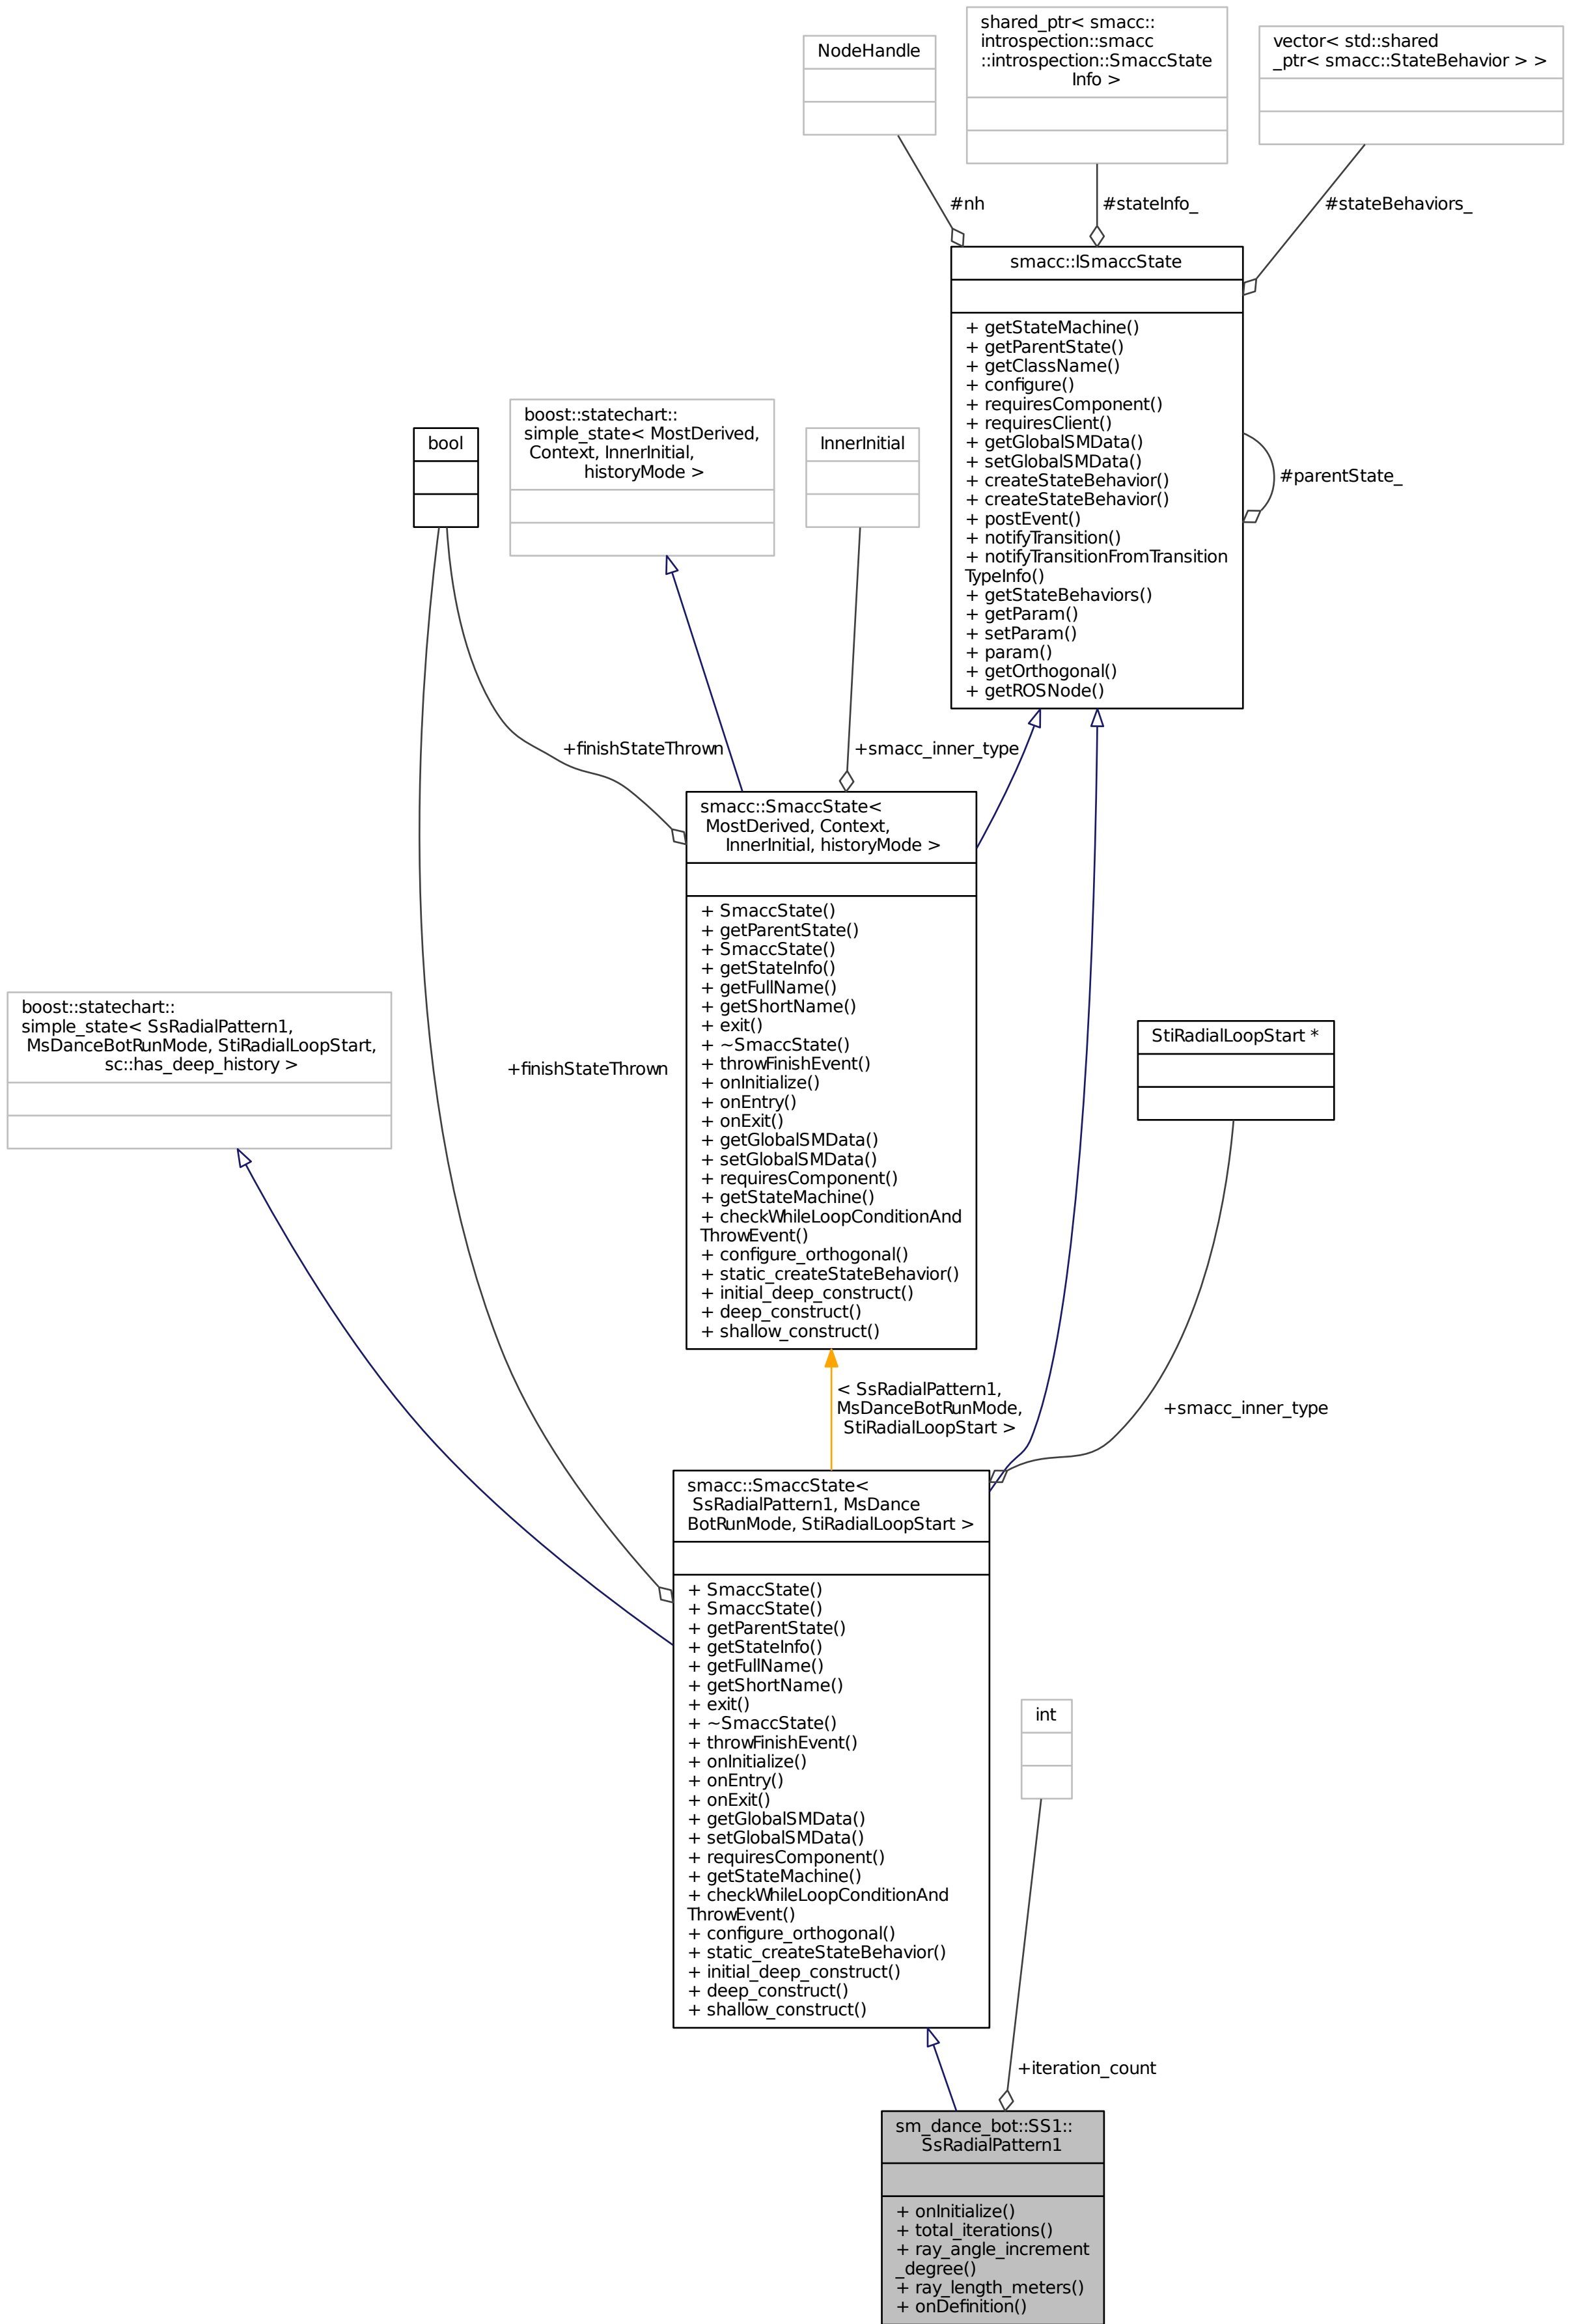 NodeHandle
shared_ptr< smacc::
introspection::smacc
::introspection::SmaccState
Info >
vector< std::shared
_ptr< smacc::StateBehavior > >
#nh
#stateInfo_
#stateBehaviors_
smacc::ISmaccState
+ getStateMachine()
+ getParentState()
+ getClassName()
+ configure()
+ requiresComponent()
+ requiresClient()
+ getGlobalSMData()
+ setGlobalSMData()
+ createStateBehavior()
+ createStateBehavior()
+ postEvent()
+ notifyTransition()
+ notifyTransitionFromTransition
TypeInfo()
+ getStateBehaviors()
+ getParam()
+ setParam()
+ param()
+ getOrthogonal()
+ getROSNode()
#parentState_
bool
boost::statechart::
simple_state< MostDerived,
Context, InnerInitial,
historyMode >
InnerInitial
+finishStateThrown
+smacc_inner_type
smacc::SmaccState<
MostDerived, Context,
InnerInitial, historyMode >
+ SmaccState()
+ getParentState()
+ SmaccState()
+ getStateInfo()
+ getFullName()
+ getShortName()
+ exit()
+ ~SmaccState()
+ throwFinishEvent()
+ onInitialize()
+ onEntry()
+ onExit()
+ getGlobalSMData()
+ setGlobalSMData()
+ requiresComponent()
+ getStateMachine()
+ checkWhileLoopConditionAnd
ThrowEvent()
+ configure_orthogonal()
+ static_createStateBehavior()
+ initial_deep_construct()
+ deep_construct()
+ shallow_construct()
boost::statechart::
simple_state< SsRadialPattern1,
MsDanceBotRunMode, StiRadialLoopStart,
sc::has_deep_history >
+finishStateThrown
StiRadialLoopStart *
< SsRadialPattern1,
MsDanceBotRunMode,
StiRadialLoopStart >
+smacc_inner_type
smacc::SmaccState<
SsRadialPattern1, MsDance
BotRunMode, StiRadialLoopStart >
+ SmaccState()
+ SmaccState()
+ getParentState()
+ getStateInfo()
+ getFullName()
+ getShortName()
+ exit()
+ ~SmaccState()
+ throwFinishEvent()
+ onInitialize()
+ onEntry()
+ onExit()
+ getGlobalSMData()
+ setGlobalSMData()
+ requiresComponent()
+ getStateMachine()
+ checkWhileLoopConditionAnd
ThrowEvent()
+ configure_orthogonal()
+ static_createStateBehavior()
+ initial_deep_construct()
+ deep_construct()
+ shallow_construct()
int
+iteration_count
sm_dance_bot::SS1::
SsRadialPattern1
+ onInitialize()
+ total_iterations()
+ ray_angle_increment
_degree()
+ ray_length_meters()
+ onDefinition()